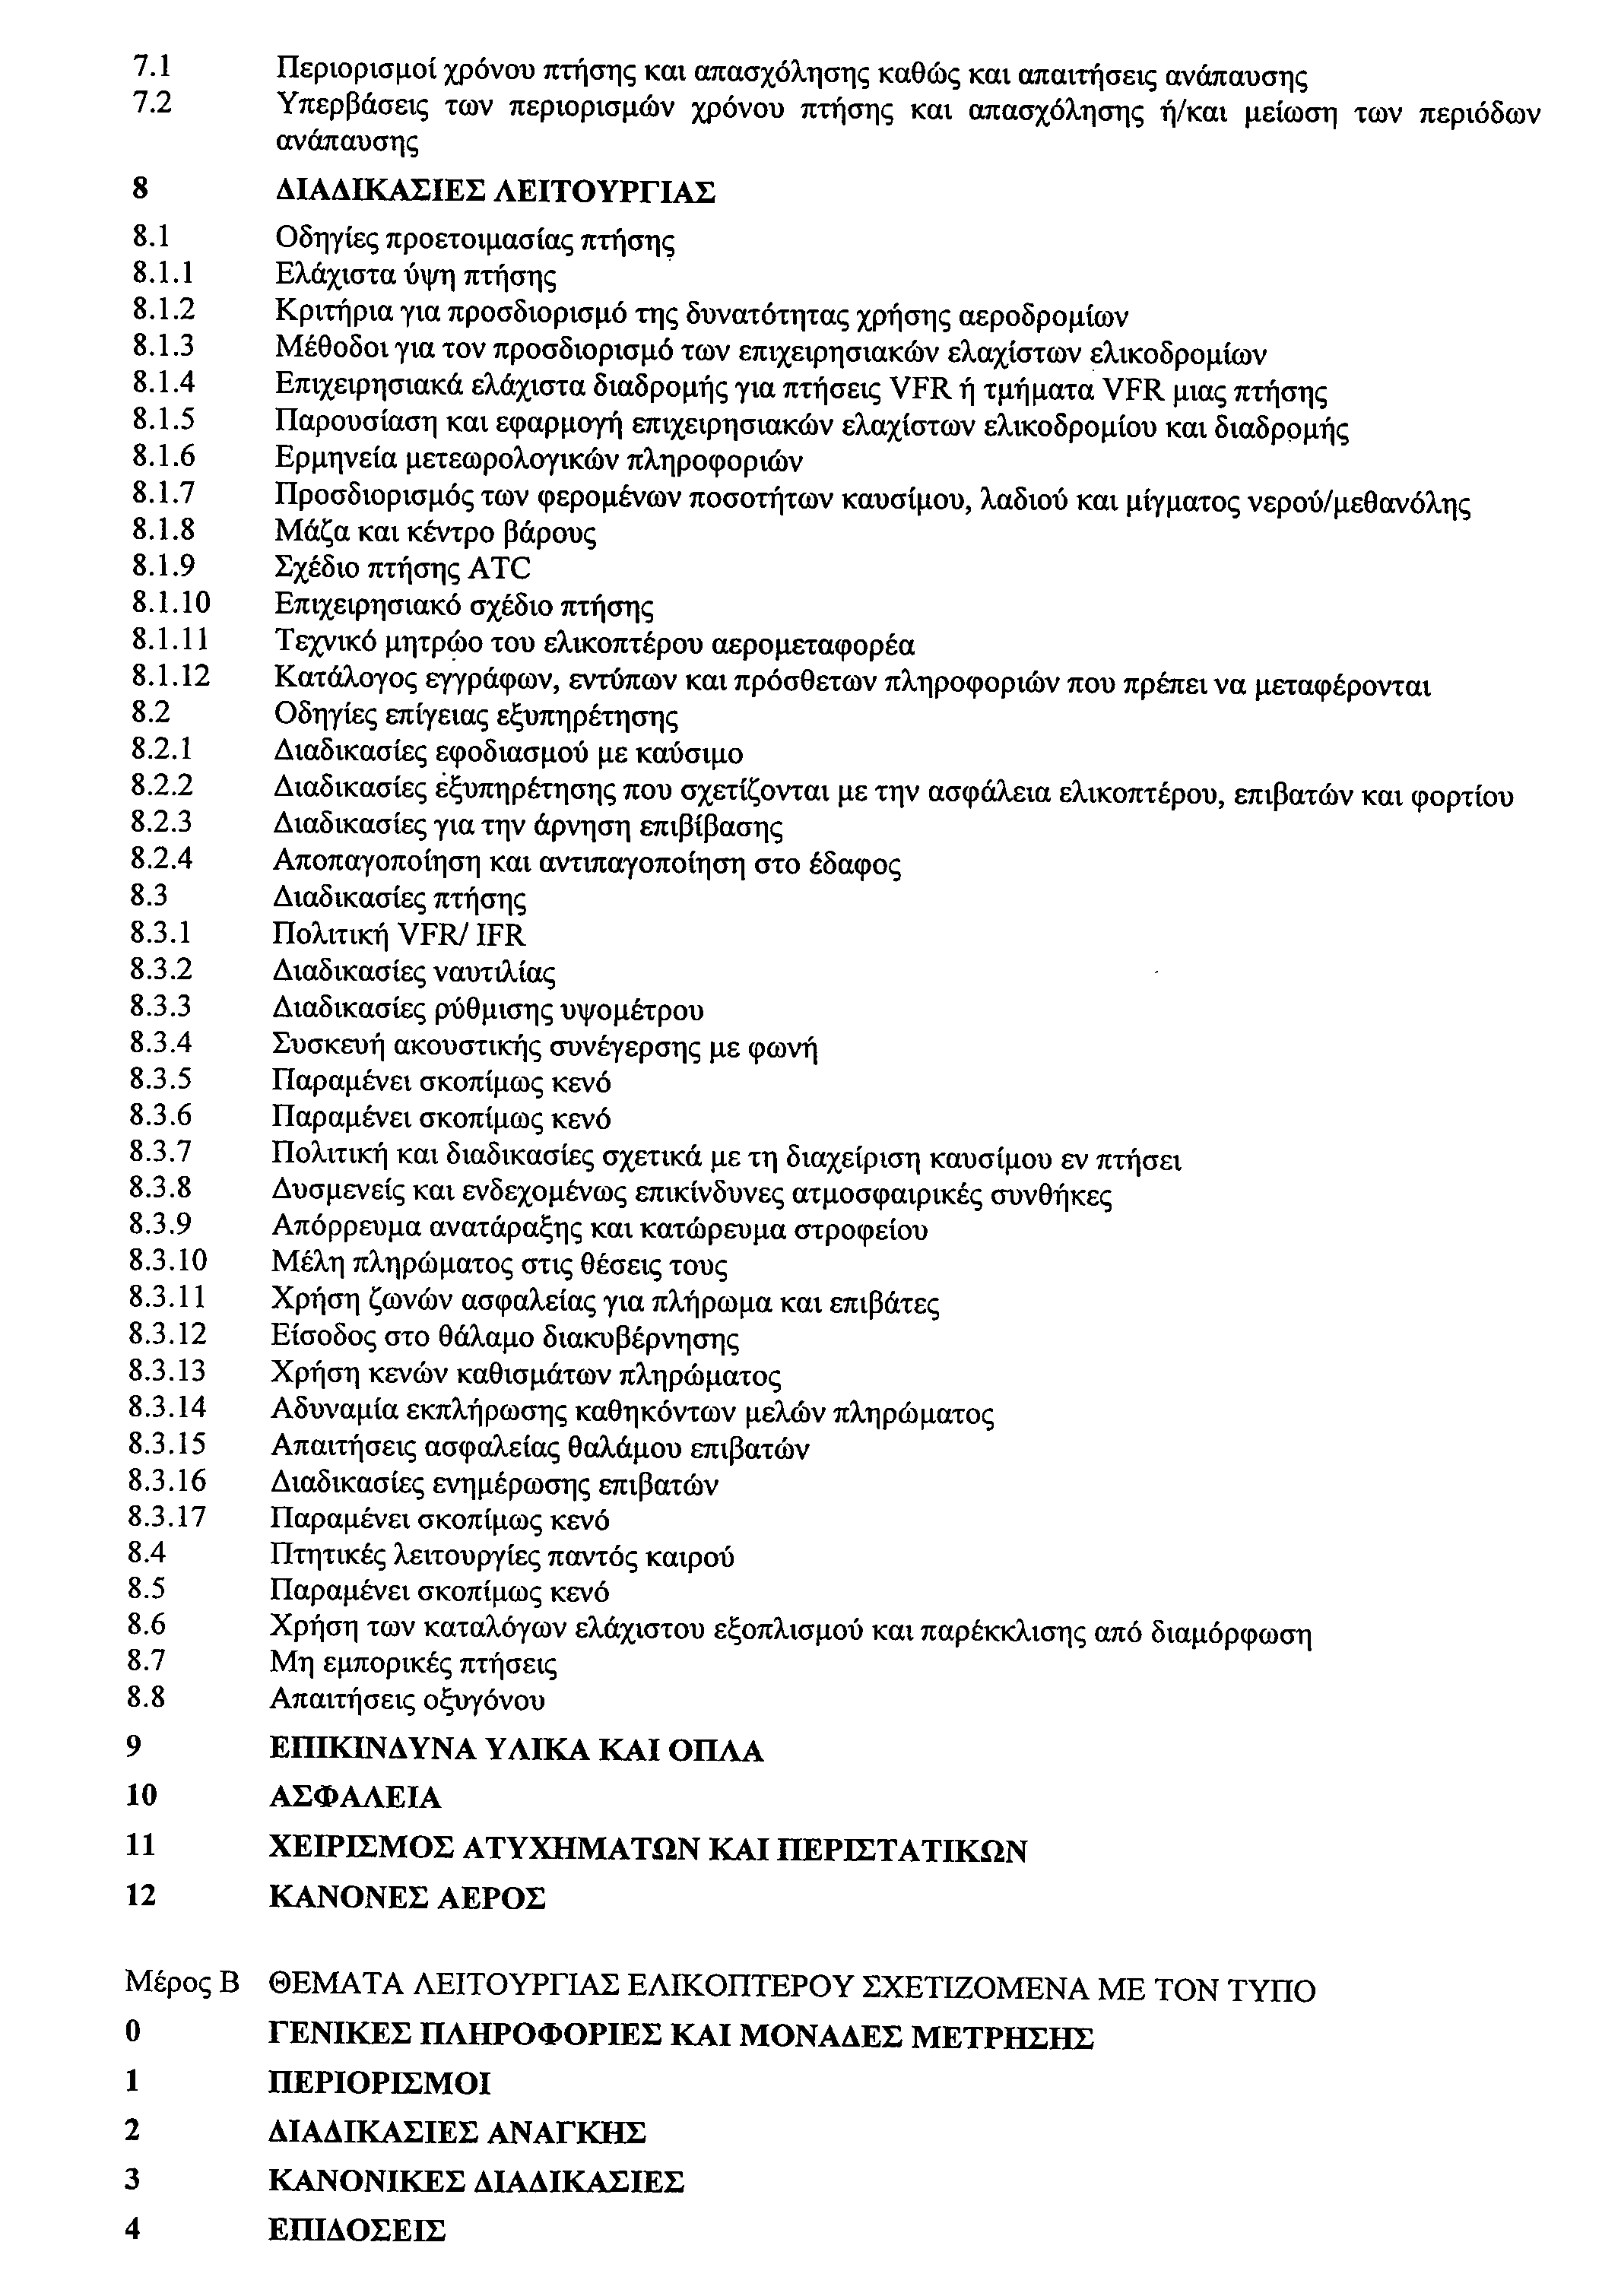 7.1 Περιορισμοί χρόνου πτήσης και απασχόλησης καθώς και απαιτήσεις ανάπαυσης
7.2 Υπερβάσεις των περιορισμών χρόνου πτήσης και απασχόλησης ή/και μείωση των περιόδων
ανάπαυσης
8 ΔΙΑΔΙΚΑΣΙΕΣ ΛΕΙΤΟΥΡΓΙΑΣ
8.1 Οδηγίες προετοιμασίας πτήσης
8.1.1 Ελάχιστα ύψη πτήσης
8.1.2 Κριτήρια για προσδιορισμό της δυνατότητας χρήσης αεροδρομίων
8.1.3 Μέθοδοι για τον προσδιορισμό των επιχειρησιακών ελαχίστων ελικοδρομίων
8.1.4 Επιχειρησιακά ελάχιστα διαδρομής για πτήσεις VFR ή τμήματα VFR μιας πτήσης
8.1.5 Παρουσίαση και εφαρμογή επιχειρησιακών ελαχίστων ελικοδρομίου και διαδρομής
8.1.6 Ερμηνεία μετεωρολογικών πληροφοριών
8.1.7 Προσδιορισμός των φερομένων ποσοτήτων καυσίμου, λαδιού και μίγματος νερού/μεθανόλης
8.1.8 Μάζα και κέντρο βάρους
8.1.9 Σχέδιο πτήσης ATC
8.1.10 Επιχειρησιακό σχέδιο πτήσης
8.1.11 Τεχνικό μητρώο του ελικοπτέρου αερομεταφορέα
8.1.12 Κατάλογος εγγράφων, εντύπων και πρόσθετων πληροφοριών που πρέπει να μεταφέρονται
8.2 Οδηγίες επίγειας εξυπηρέτησης
8.2.1 Διαδικασίες εφοδιασμού με καύσιμο
8.2.2 Διαδικασίες εξυπηρέτησης που σχετίζονται με την ασφάλεια ελικοπτέρου, επιβατών και φορτίου
8.2.3 Διαδικασίες για την άρνηση επιβίβασης
8.2.4 Αποπαγοποίηση και αντιπαγοποίηση στο έδαφος
8.3 Διαδικασίες πτήσης
8.3.1 Πολιτική VFR/ IFR
8.3.2 Διαδικασίες ναυτιλίας
8.3.3 Διαδικασίες ρύθμισης υψομέτρου
8.3.4 Συσκευή ακουστικής συνέγερσης με φωνή
8.3.5 Παραμένει σκοπίμως κενό
8.3.6 Παραμένει σκοπίμως κενό
8.3.7 Πολιτική και διαδικασίες σχετικά με τη διαχείριση καυσίμου εν πτήσει
8.3.8 Δυσμενείς και ενδεχομένως επικίνδυνες ατμοσφαιρικές συνθήκες
8.3.9 Απόρρευμα ανατάραξης και κατώρευμα στροφείου
8.3.10 Μέλη πληρώματος στις θέσεις τους
8.3.11 Χρήση ζωνών ασφαλείας για πλήρωμα και επιβάτες
8.3.12 Είσοδος στο θάλαμο διακυβέρνησης
8.3.13 Χρήση κενών καθισμάτων πληρώματος
8.3.14 Αδυναμία εκπλήρωσης καθηκόντων μελών πληρώματος
8.3.15 Απαιτήσεις ασφαλείας θαλάμου επιβατών
8.3.16 Διαδικασίες ενημέρωσης επιβατών
8.3.17 Παραμένει σκοπίμως κενό
8.4 Πτητικές λειτουργίες παντός καιρού
8.5 Παραμένει σκοπίμως κενό
8.6 Χρήση των καταλόγων ελάχιστου εξοπλισμού και παρέκκλισης από διαμόρφωση
8.7 Μη εμπορικές πτήσεις
8.8 Απαιτήσεις οξυγόνου
9 ΕΠΙΚΙΝΔΥΝΑ ΥΛΙΚΑ ΚΑΙ ΟΠΛΑ
10 ΑΣΦΑΛΕΙΑ
11 ΧΕΙΡΙΣΜΟΣ ΑΤΥΧΗΜΑΤΩΝ ΚΑΙ ΠΕΡΙΣΤΑΤΙΚΩΝ
12 ΚΑΝΟΝΕΣ ΑΕΡΟΣ
Μέρος Β ΘΕΜΑΤΑ ΛΕΙΤΟΥΡΓΙΑΣ ΕΛΙΚΟΠΤΕΡΟΥ ΣΧΕΤΙΖΟΜΕΝΑ ΜΕ ΤΟΝ ΤΥΠΟ
0 ΓΕΝΙΚΕΣ ΠΛΗΡΟΦΟΡΙΕΣ ΚΑΙ ΜΟΝΑΔΕΣ ΜΕΤΡΗΣΗΣ
1 ΠΕΡΙΟΡΙΣΜΟΙ
2 ΔΙΑΔΙΚΑΣΙΕΣ ΑΝΑΓΚΗΣ
3 ΚΑΝΟΝΙΚΕΣ ΔΙΑΔΙΚΑΣΙΕΣ
4 ΕΠΙΔΟΣΕΙΣ